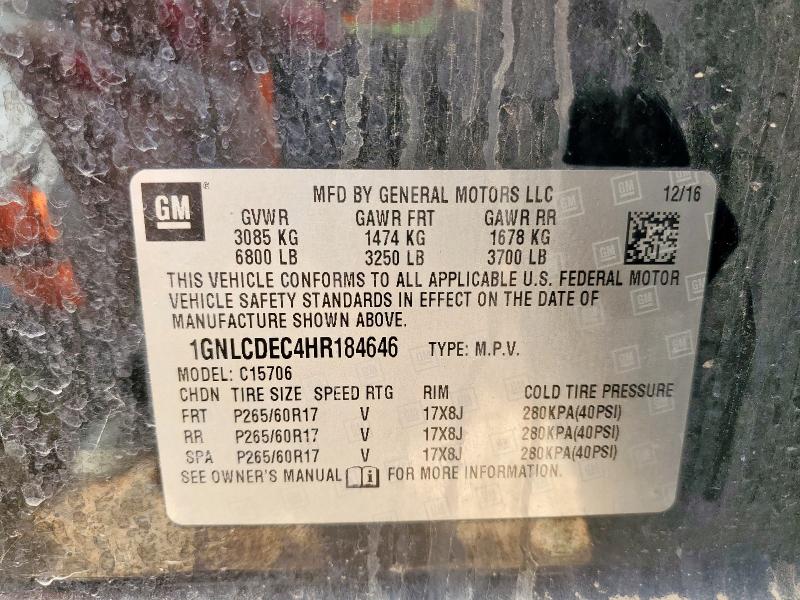 GM® MFD BY GENERAL MOTORS LLC 12/16
GVWR GAWR FRT GAWR RR
3085 KG 1474 KG 1678 KG
6800 LB 3250 LB 3700 LB
THIS VEHICLE CONFORMS TO ALL APPLICABLE U.S. FEDERAL MOTOR
VEHICLE SAFETY STANDARDS IN EFFECT ON THE DATE OF
MANUFACTURE SHOWN ABOVE.
1GNLCDEC4HR184646 TYPE: M.P.V.
MODEL: C15706
CHDN TIRE SIZE SPEED RTG RIM COLD TIRE PRESSURE
FRT P265/60R17 V 17X8J 280KPA(40PSI)
RR P265/60R17 V 17X8J 280KPA(40PSI)
SPA P265/60R17 V 17X8J 280KPA(40PSI)
SEE OWNER'S MANUAL i FOR MORE INFORMATION.